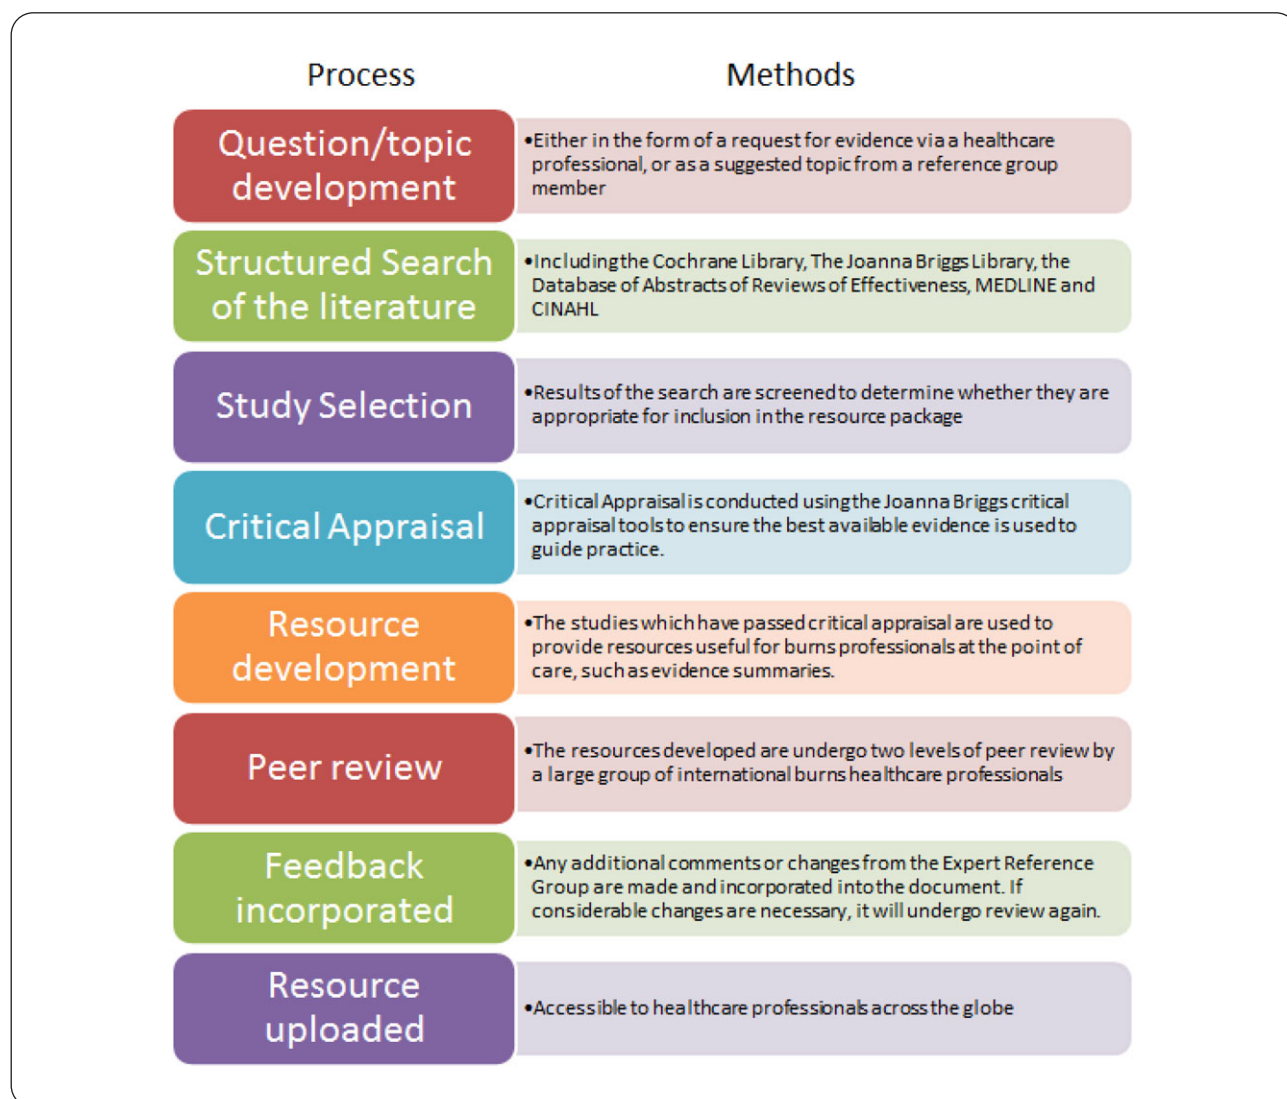 Process
Methods
Question/topic
development
•Either in the form of a request for evidence via a healthcare
professional, or as a suggested topic from a reference group
member
Structured Search
of the literature
•Including the Cochrane Library, The Joanna Briggs Library, the
Database of Abstracts of Reviews of Effectiveness, MEDLINE and
CINAHL
Study Selection
•Results of the search are screened to determine whether they are
appropriate for inclusion in the resource package
Critical Appraisal
•Critical Appraisal is conducted using the Joanna Briggs critical
appraisal tools to ensure the best available evidence is used to
guide practice.
Resource
development
•The studies which have passed critical appraisal are used to
provide resources useful for burns professionals at the point of
care, such as evidence summaries.
Peer review
•The resources developed are undergo two levels of peer review by
a large group of international burns healthcare professionals
Feedback
incorporated
•Any additional comments or changes from the Expert Reference
Group are made and incorporated into the document. If
considerable changes are necessary, it will undergo review again.
Resource
uploaded
•Accessible to healthcare professionals across the globe